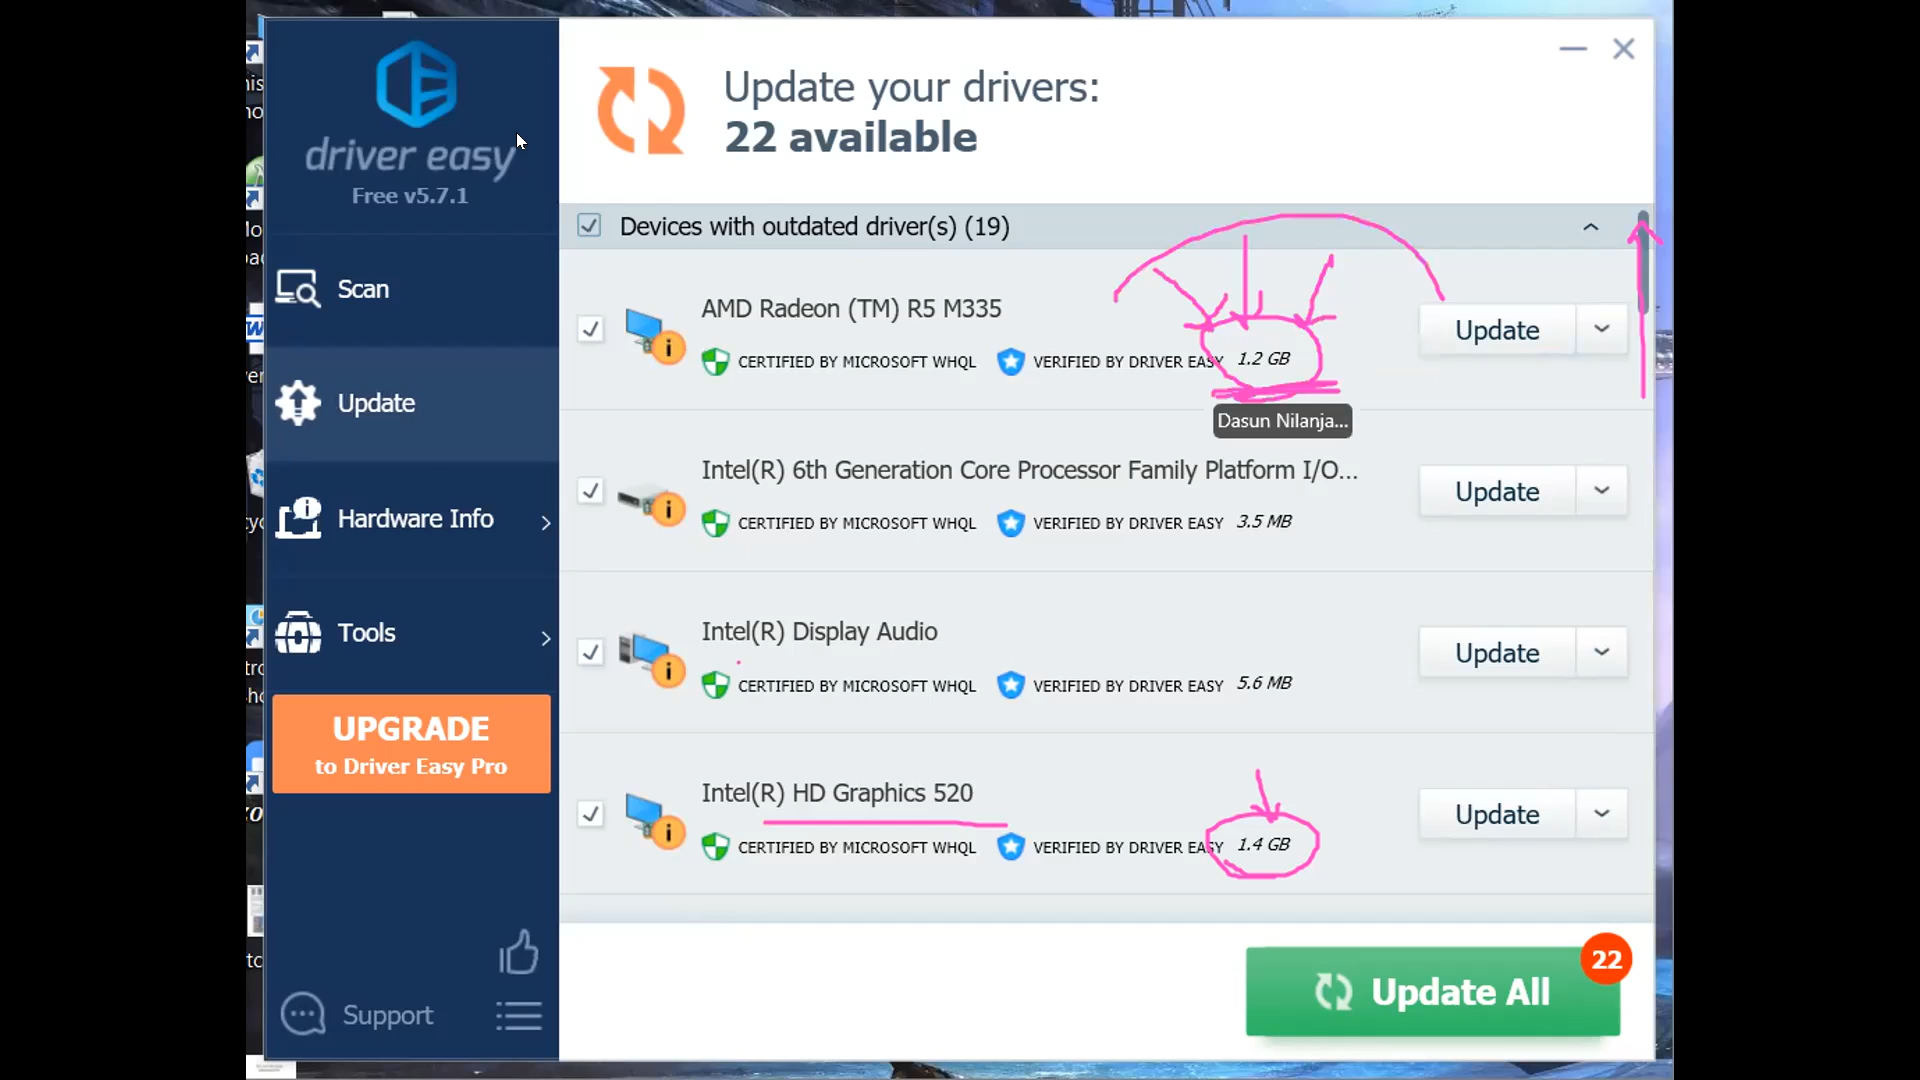 driver easy
Free v5.7.1
Scan
Update
Hardware Info
Tools
UPGRADE
to Driver Easy Pro
Support
Update your drivers:
22 available
Devices with outdated driver(s) (19)
AMD Radeon (TM) R5 M335
CERTIFIED BY MICROSOFT WHQL VERIFIED BY DRIVER EASY 1.2 GB
Update
Dasun Nilanja...
Intel(R) 6th Generation Core Processor Family Platform I/O...
CERTIFIED BY MICROSOFT WHQL VERIFIED BY DRIVER EASY 3.5 MB
Update
Intel(R) Display Audio
CERTIFIED BY MICROSOFT WHQL VERIFIED BY DRIVER EASY 5.6 MB
Update
Intel(R) HD Graphics 520
CERTIFIED BY MICROSOFT WHQL VERIFIED BY DRIVER EASY 1.4 GB
Update
Update All
22